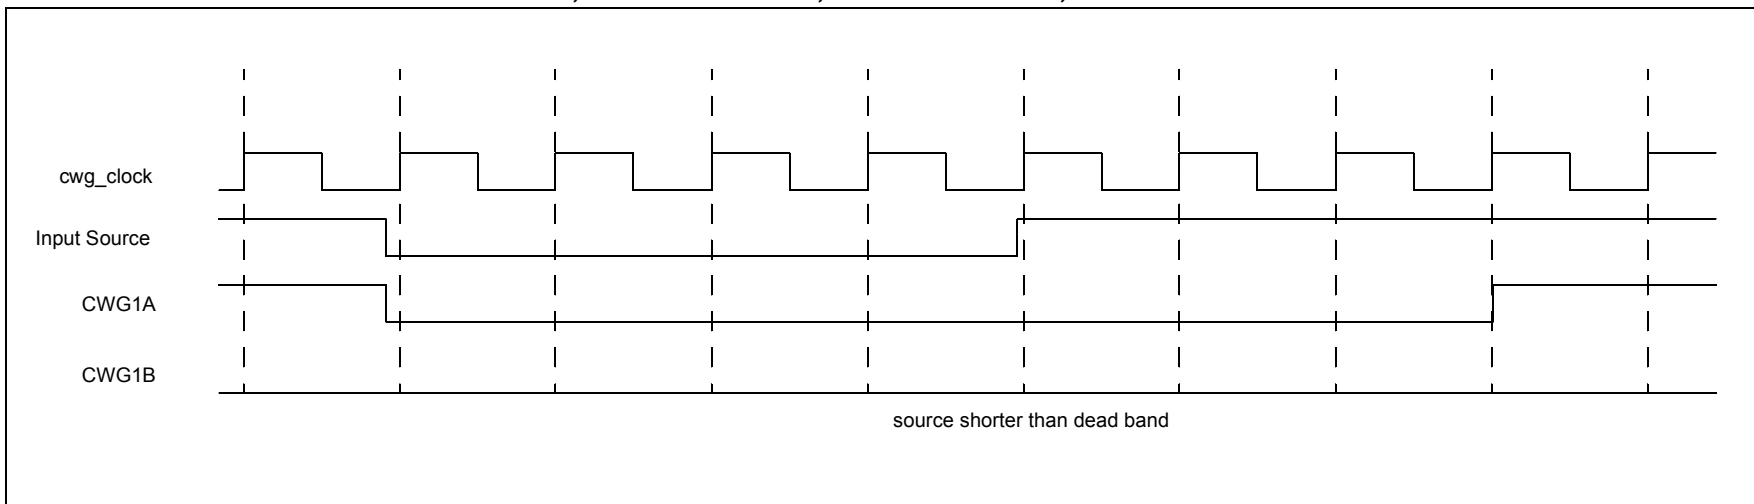 cwg_clock
Input Source
CWG1A
CWG1B
source shorter than dead band